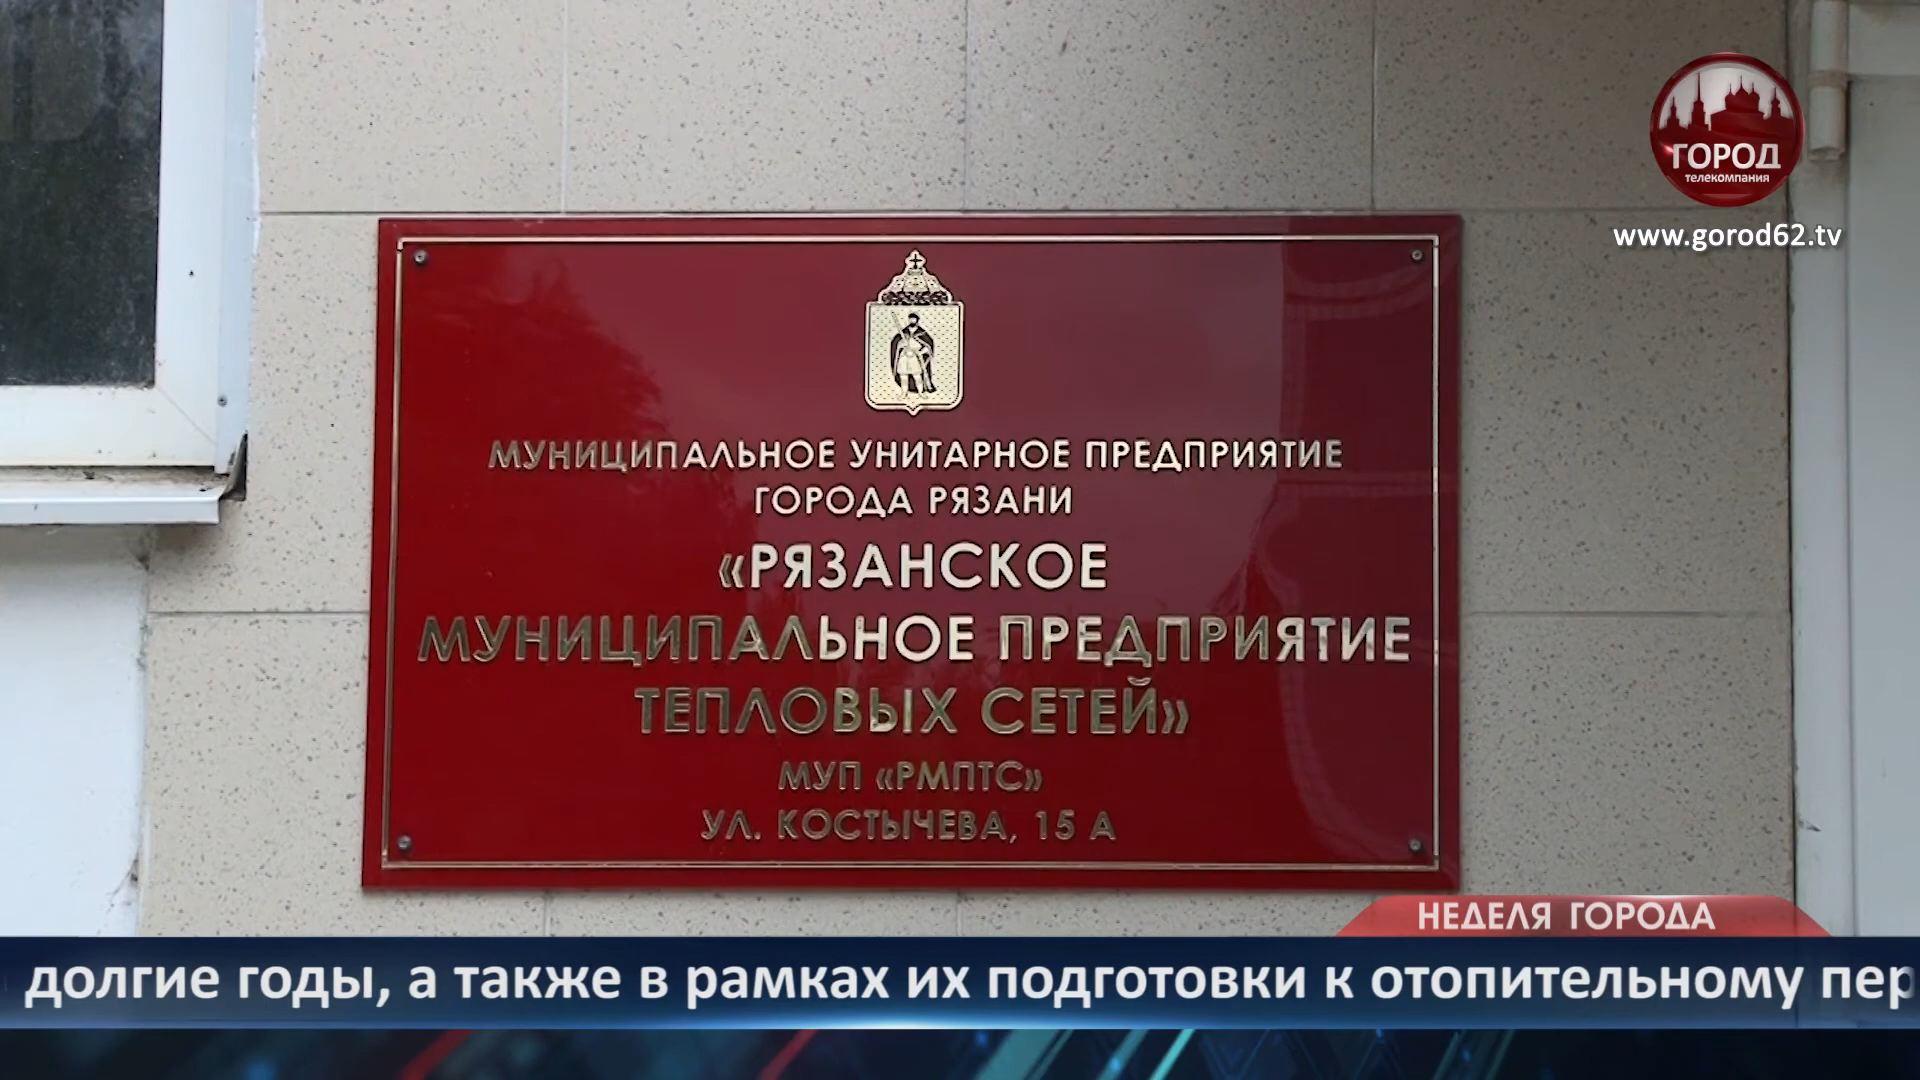 ГОРОД
телекомпания
www.gorod62.tv
МУНИЦИПАЛЬНОЕ УНИТАРНОЕ ПРЕДПРИЯТИЕ
ГОРОДА РЯЗАНИ
«РЯЗАНСКОЕ
МУНИЦИПАЛЬНОЕ ПРЕДПРИЯТИЕ
ТЕПЛОВЫХ СЕТЕЙ»
МУП «РМПТС»
УЛ. КОСТЫЧЕВА, 15 А
НЕДЕЛЯ ГОРОДА
долгие годы, а также в рамках их подготовки к отопительному пер